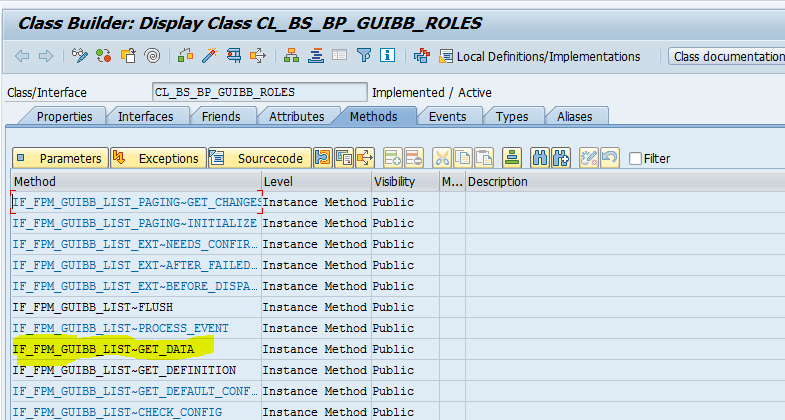 Class Builder: Display Class CL_BS_BP_GUIBB_ROLES
Local Definitions/Implementations Class documentation
Class/Interface CL_BS_BP_GUIBB_ROLES Implemented / Active
Properties Interfaces Friends Attributes Methods Events Types Aliases
Parameters Exceptions Sourcecode Filter
Method Level Visibility M... Description
IF_FPM_GUIBB_LIST_PAGING~GET_CHANGES Instance Method Public
IF_FPM_GUIBB_LIST_PAGING~INITIALIZE Instance Method Public
IF_FPM_GUIBB_LIST_EXT~NEEDS_CONFIR... Instance Method Public
IF_FPM_GUIBB_LIST_EXT~AFTER_FAILED... Instance Method Public
IF_FPM_GUIBB_LIST_EXT~BEFORE_DISPA... Instance Method Public
IF_FPM_GUIBB_LIST~FLUSH Instance Method Public
IF_FPM_GUIBB_LIST~PROCESS_EVENT Instance Method Public
IF_FPM_GUIBB_LIST~GET_DATA Instance Method Public
IF_FPM_GUIBB_LIST~GET_DEFINITION Instance Method Public
IF_FPM_GUIBB_LIST~GET_DEFAULT_CONF... Instance Method Public
IF_FPM_GUIBB_LIST~CHECK_CONFIG Instance Method Public